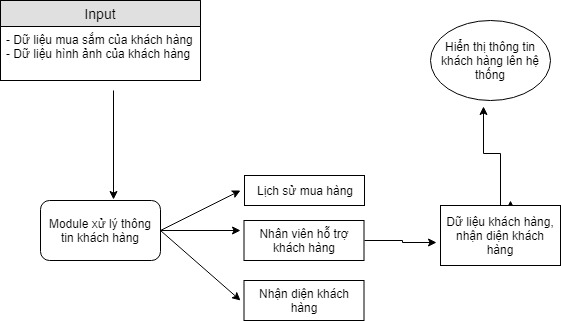 Input
- Dữ liệu mua sắm của khách hàng
- Dữ liệu hình ảnh của khách hàng
Hiển thị thông tin
khách hàng lên hệ
thống
Module xử lý thông
tin khách hàng
Lịch sử mua hàng
Nhân viên hỗ trợ
khách hàng
Nhận diện khách
hàng
Dữ liệu khách hàng,
nhận diện khách
hàng